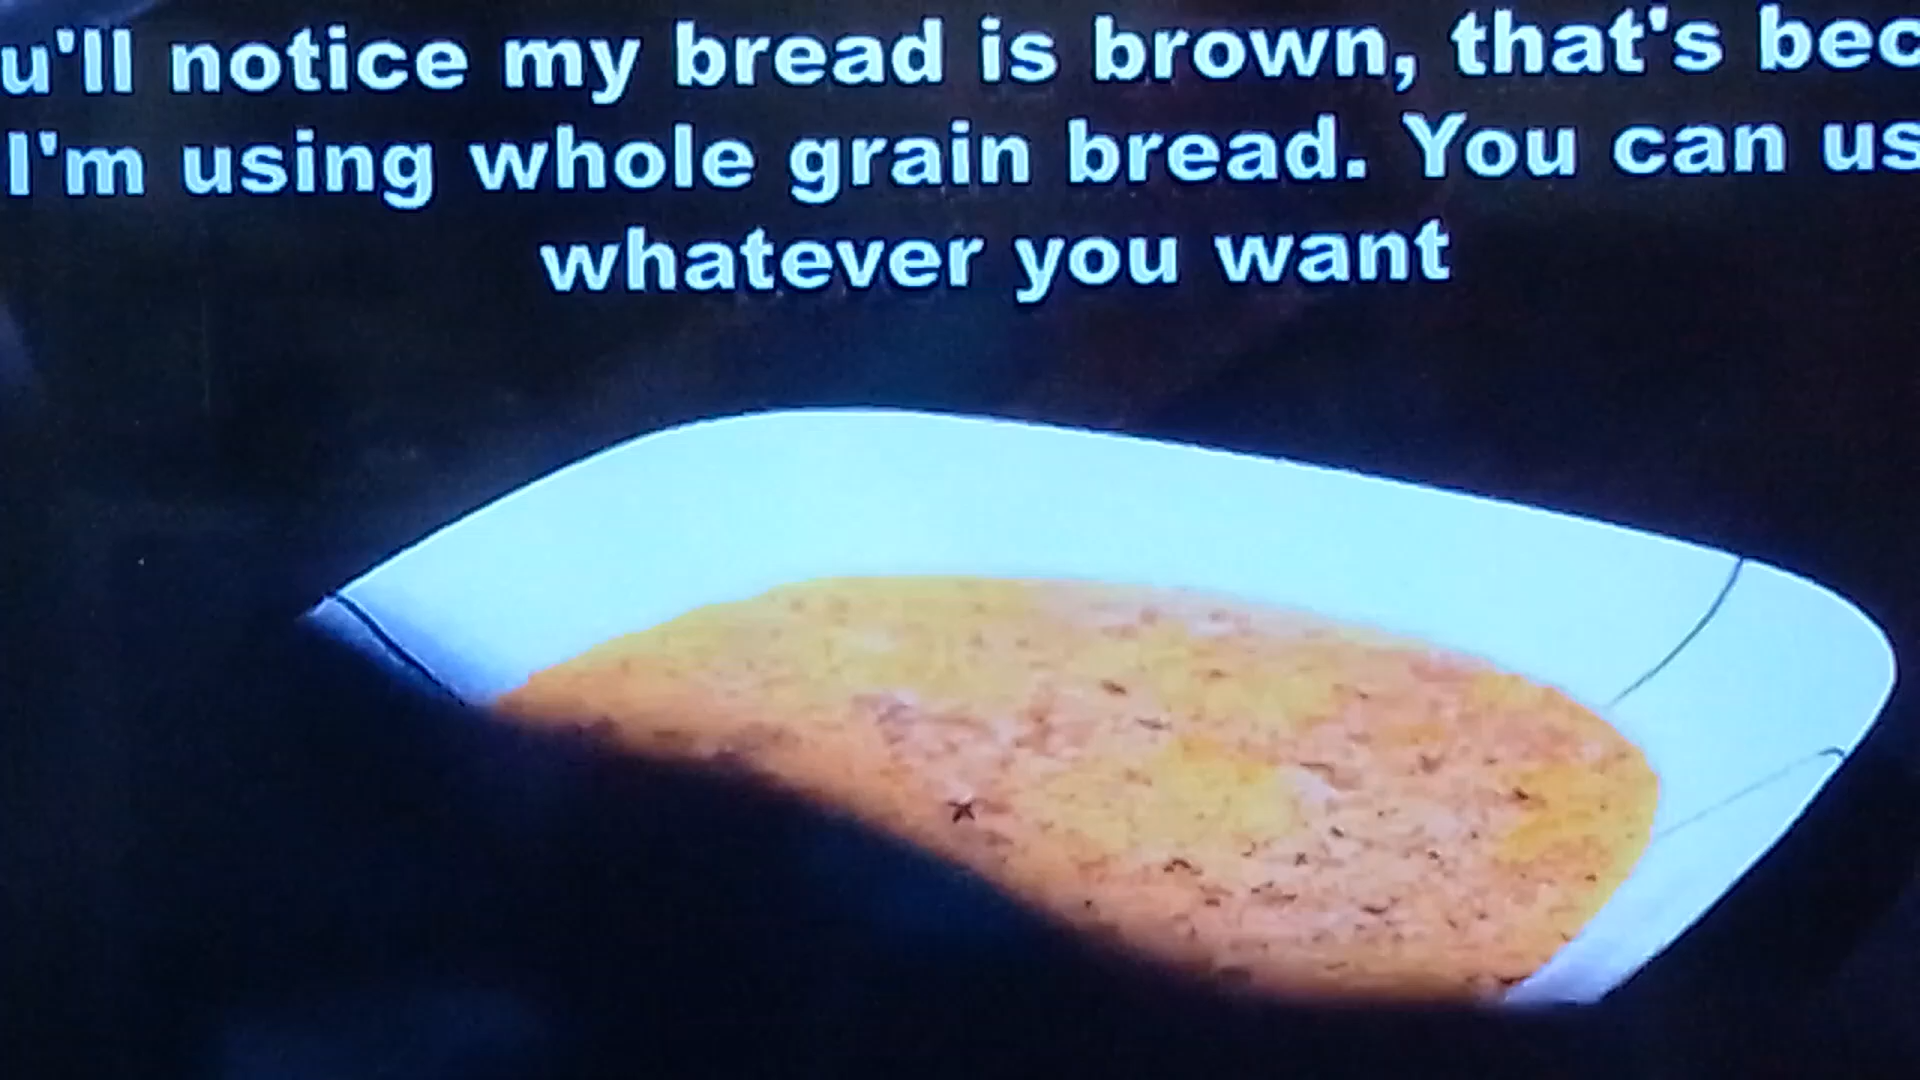 u'll notice my bread is brown, that's bec
I'm using whole grain bread. You can us
whatever you want